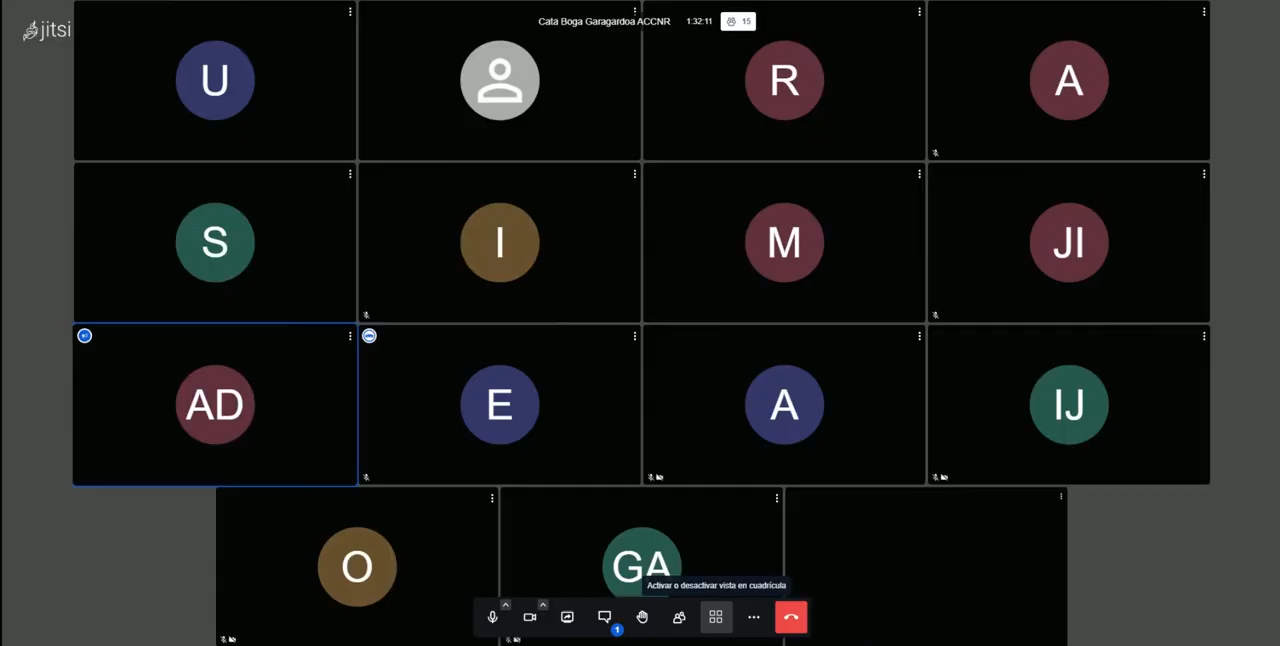 jitsi
Cata Boga Garagardoa ACCNR 1:32:11 15
U R A
S I M JI
AD E A IJ
O GA
Activar o desactivar vista en cuadrícula
1